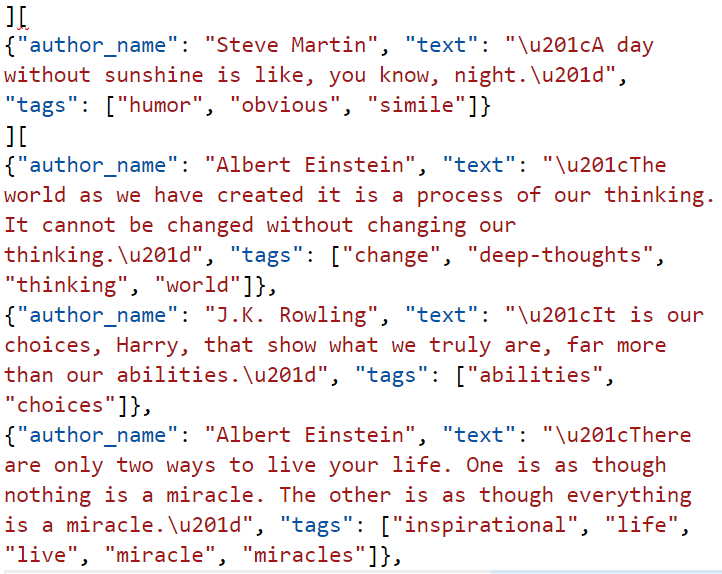 ][
{"author_name": "Steve Martin", "text": "\u201cA day
without sunshine is like, you know, night.\u201d",
"tags": ["humor", "obvious", "simile"]}
][
{"author_name": "Albert Einstein", "text": "\u201cThe
world as we have created it is a process of our thinking.
It cannot be changed without changing our
thinking.\u201d", "tags": ["change", "deep-thoughts",
"thinking", "world"]},
{"author_name": "J.K. Rowling", "text": "\u201cIt is our
choices, Harry, that show what we truly are, far more
than our abilities.\u201d", "tags": ["abilities",
"choices"]},
{"author_name": "Albert Einstein", "text": "\u201cThere
are only two ways to live your life. One is as though
nothing is a miracle. The other is as though everything
is a miracle.\u201d", "tags": ["inspirational", "life",
"live", "miracle", "miracles"]},